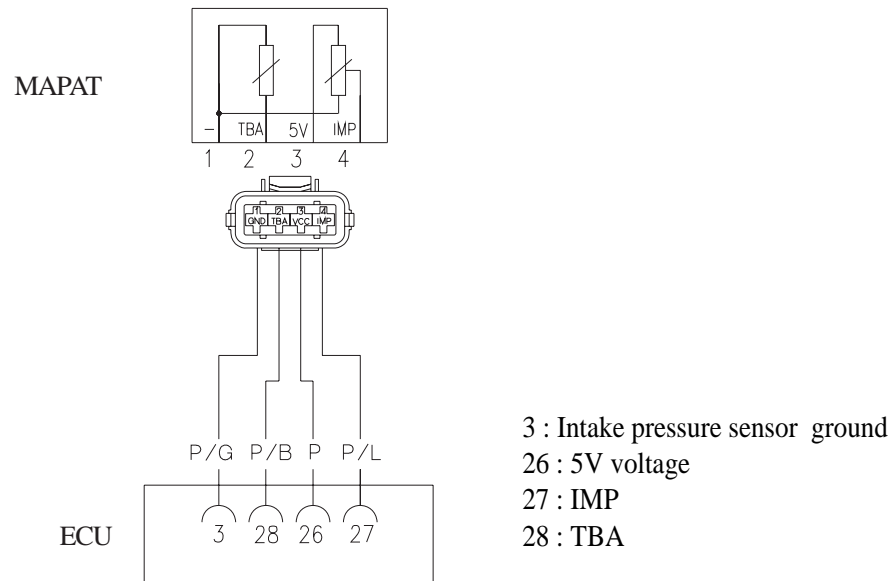 MAPAT
- TBA 5V IMP
1 2 3 4
1 2 3 4
GND TBA VCC IMP
P/G P/B P P/L
ECU
3 28 26 27
3 : Intake pressure sensor ground
26 : 5V voltage
27 : IMP
28 : TBA